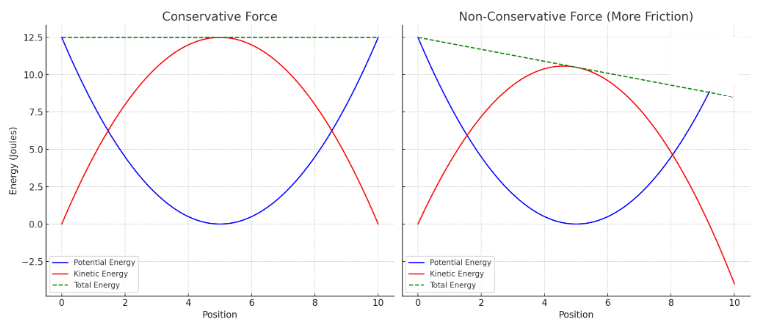 Conservative Force
Non-Conservative Force (More Friction)
Energy (Joules)
12.5
10.0
7.5
5.0
2.5
0.0
−2.5
Potential Energy
Kinetic Energy
Total Energy
0 2 4 6 8 10
Position
Potential Energy
Kinetic Energy
Total Energy
0 2 4 6 8 10
Position